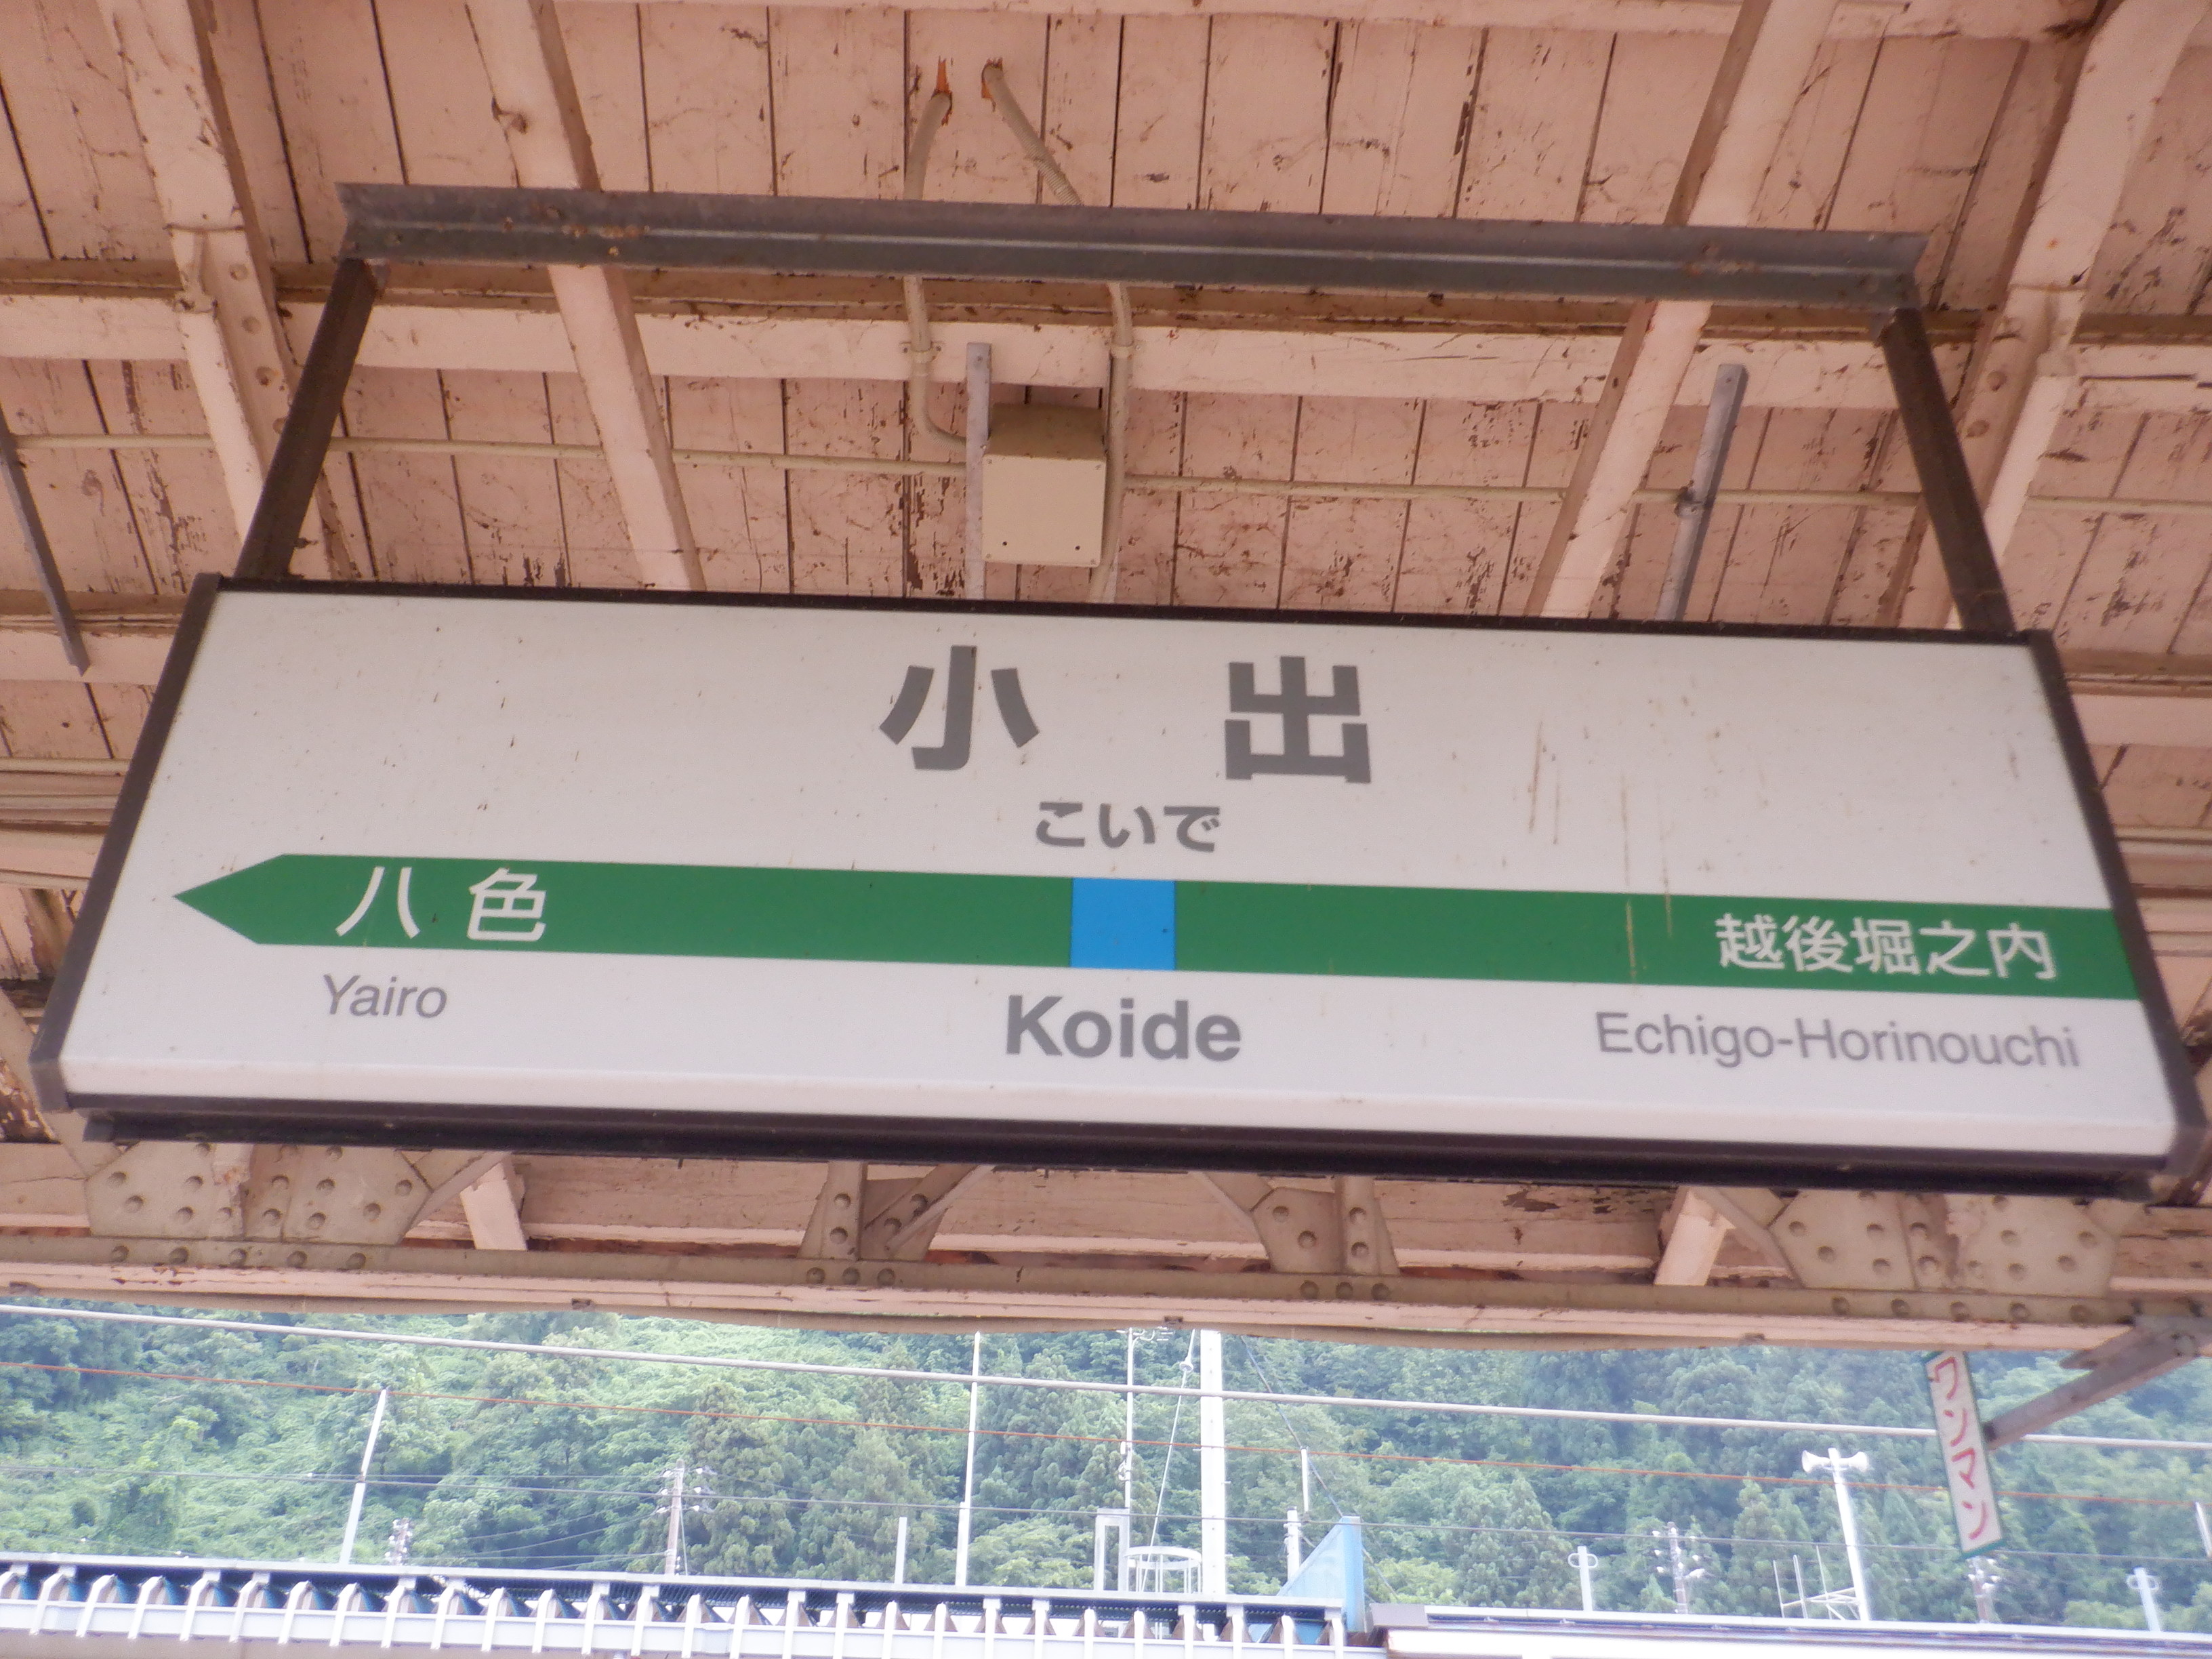 小 出
こいで
八色 越後堀之内
Yairo Koide Echigo-Horinouchi
ワンマン